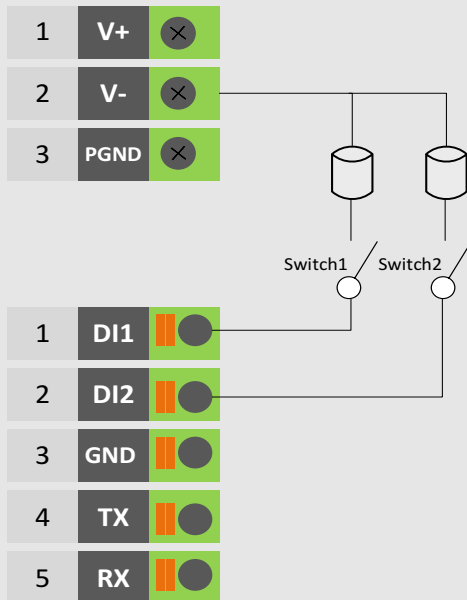 1 V+
2 V-
3 PGND
Switch1 Switch2
1 DI1
2 DI2
3 GND
4 TX
5 RX